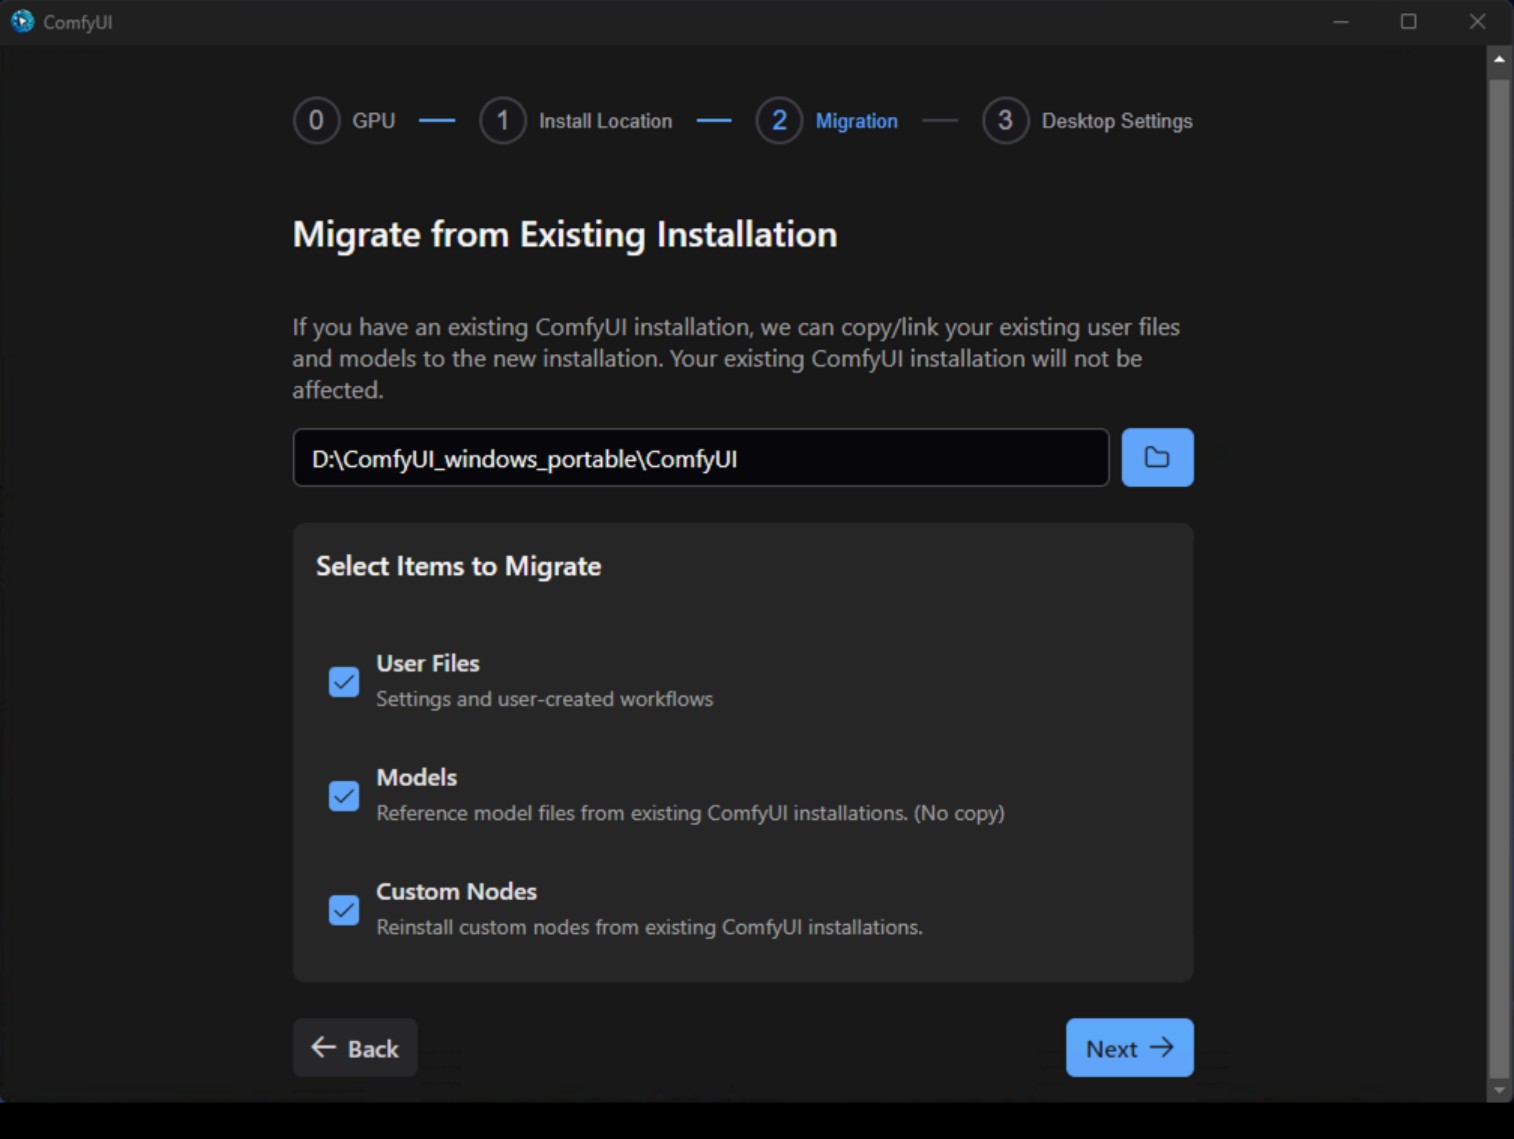 ComfyUI
0 GPU 1 Install Location 2 Migration 3 Desktop Settings
Migrate from Existing Installation
If you have an existing ComfyUI installation, we can copy/link your existing user files
and models to the new installation. Your existing ComfyUI installation will not be
affected.
D:\ComfyUI_windows_portable\ComfyUI
Select Items to Migrate
User Files
Settings and user-created workflows
Models
Reference model files from existing ComfyUI installations. (No copy)
Custom Nodes
Reinstall custom nodes from existing ComfyUI installations.
Back Next